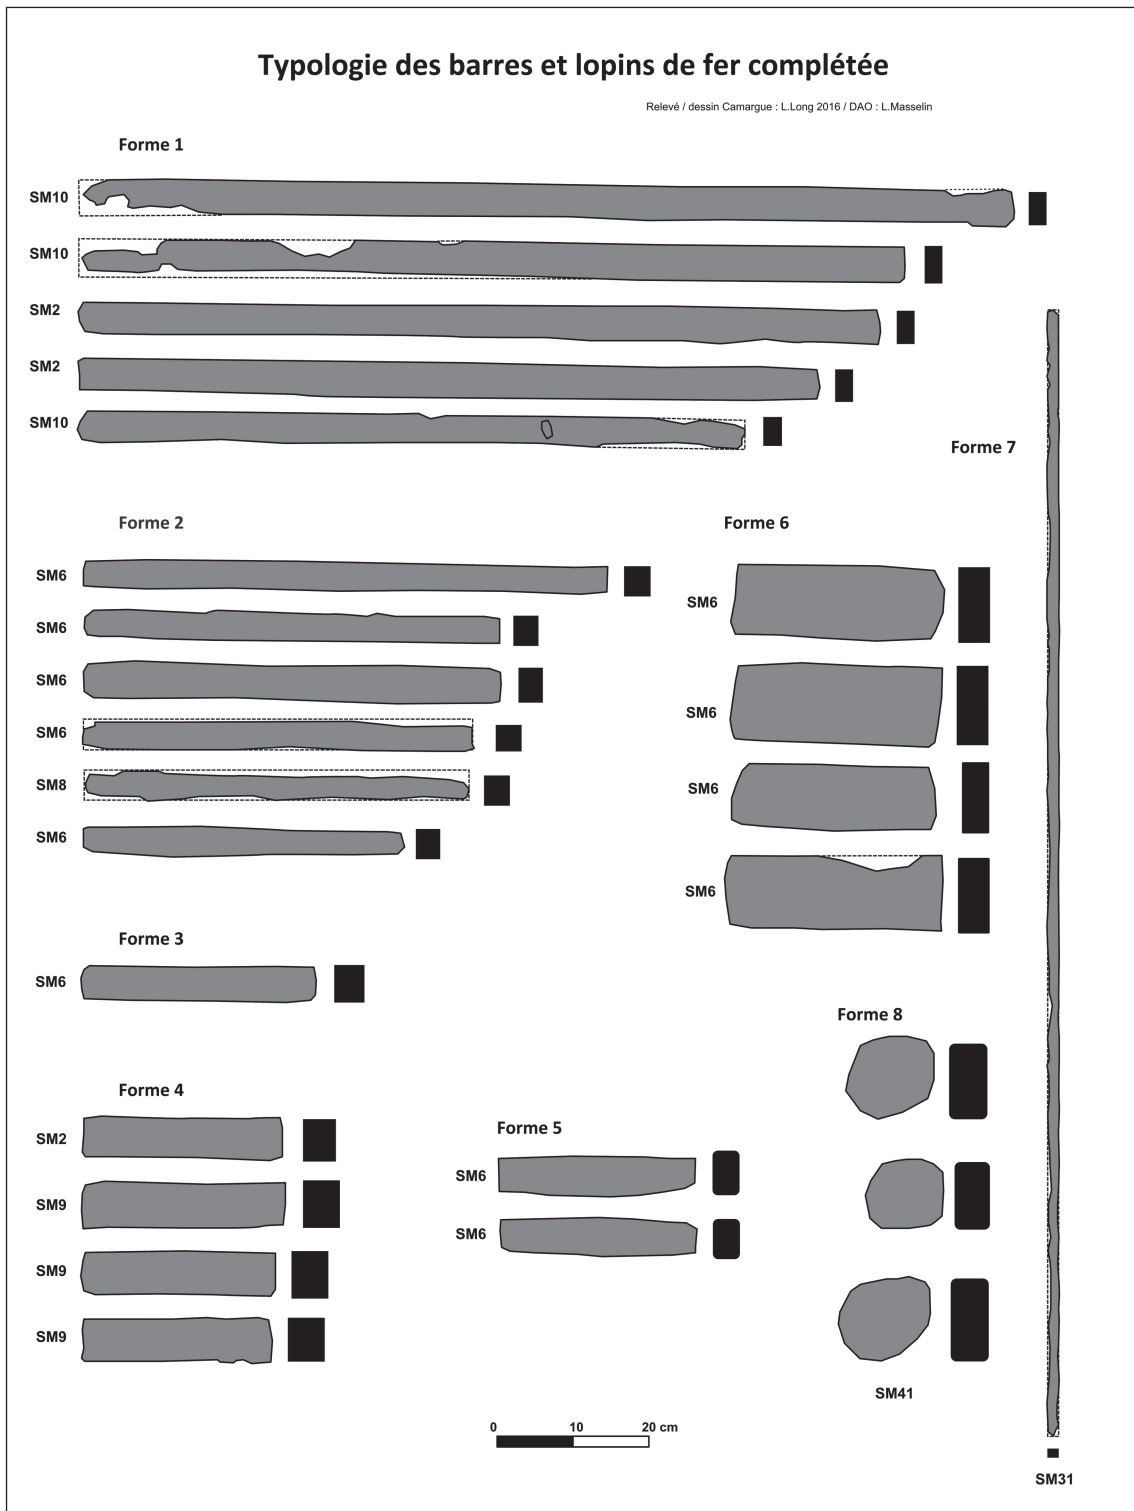 Typologie des barres et lopins de fer complétée
Relevé / dessin Camargue : L.Long 2016 / DAO : L.Masselin
Forme 1
SM10
SM10
SM2
SM2
SM10
Forme 7
SM31
Forme 2
SM6
SM6
SM6
SM6
SM8
SM6
Forme 6
SM6
SM6
SM6
SM6
Forme 3
SM6
Forme 4
SM2
SM9
SM9
SM9
Forme 5
SM6
SM6
Forme 8
SM41
0 10 20 cm